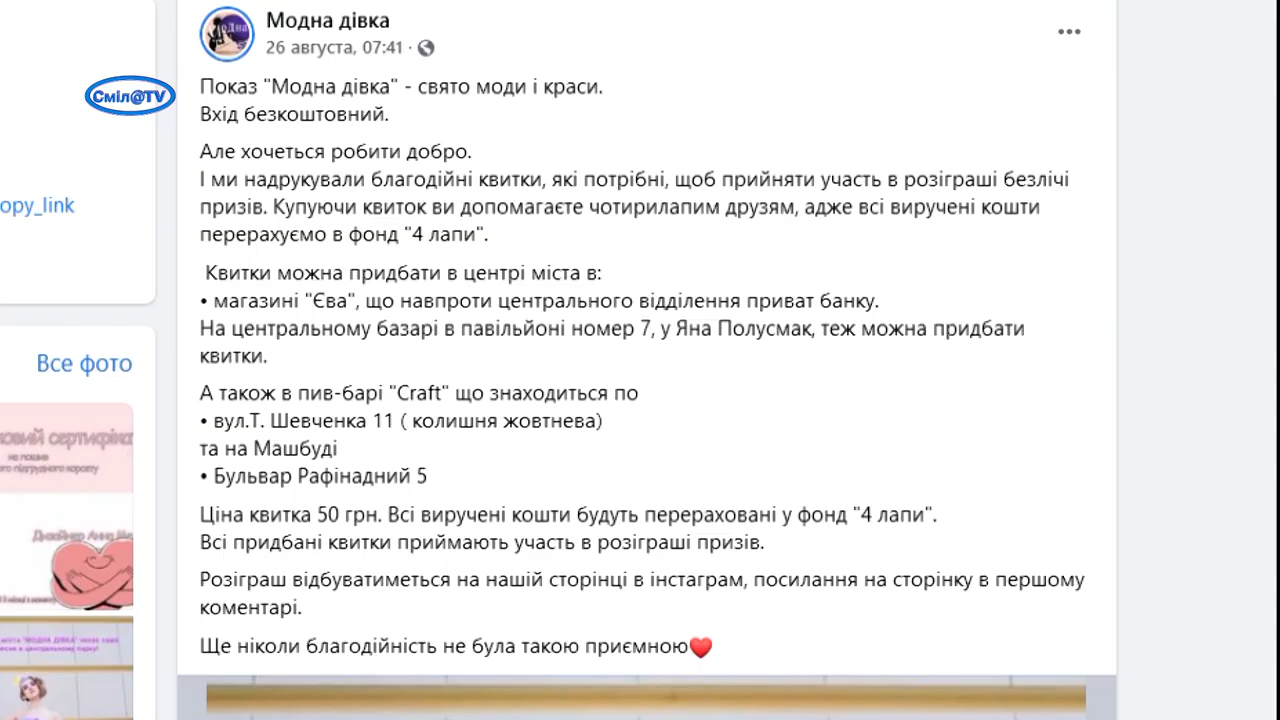 Модна дівка
26 августа, 07:41 ·
Сміл@TV
Показ "Модна дівка" - свято моди і краси.
Вхід безкоштовний.
Але хочеться робити добро.
І ми надрукували благодійні квитки, які потрібні, щоб прийняти участь в розіграші безлічі
призів. Купуючи квиток ви допомагаєте чотирилапим друзям, адже всі виручені кошти
перерахуємо в фонд "4 лапи".
Квитки можна придбати в центрі міста в:
• магазині "Єва", що навпроти центрального відділення приват банку.
На центральному базарі в павільйоні номер 7, у Яна Полусмак, теж можна придбати
квитки.
А також в пив-барі "Craft" що знаходиться по
• вул.Т. Шевченка 11 ( колишня жовтнева)
та на Машбуді
• Бульвар Рафінадний 5
Ціна квитка 50 грн. Всі виручені кошти будуть перераховані у фонд "4 лапи".
Всі придбані квитки приймають участь в розіграші призів.
Розіграш відбуватиметься на нашій сторінці в інстаграм, посилання на сторінку в першому
коментарі.
Ще ніколи благодійність не була такою приємною❤️
opy_link
Все фото
на пошив
Дизайнер Анна
"МОДНА ДІВКА"